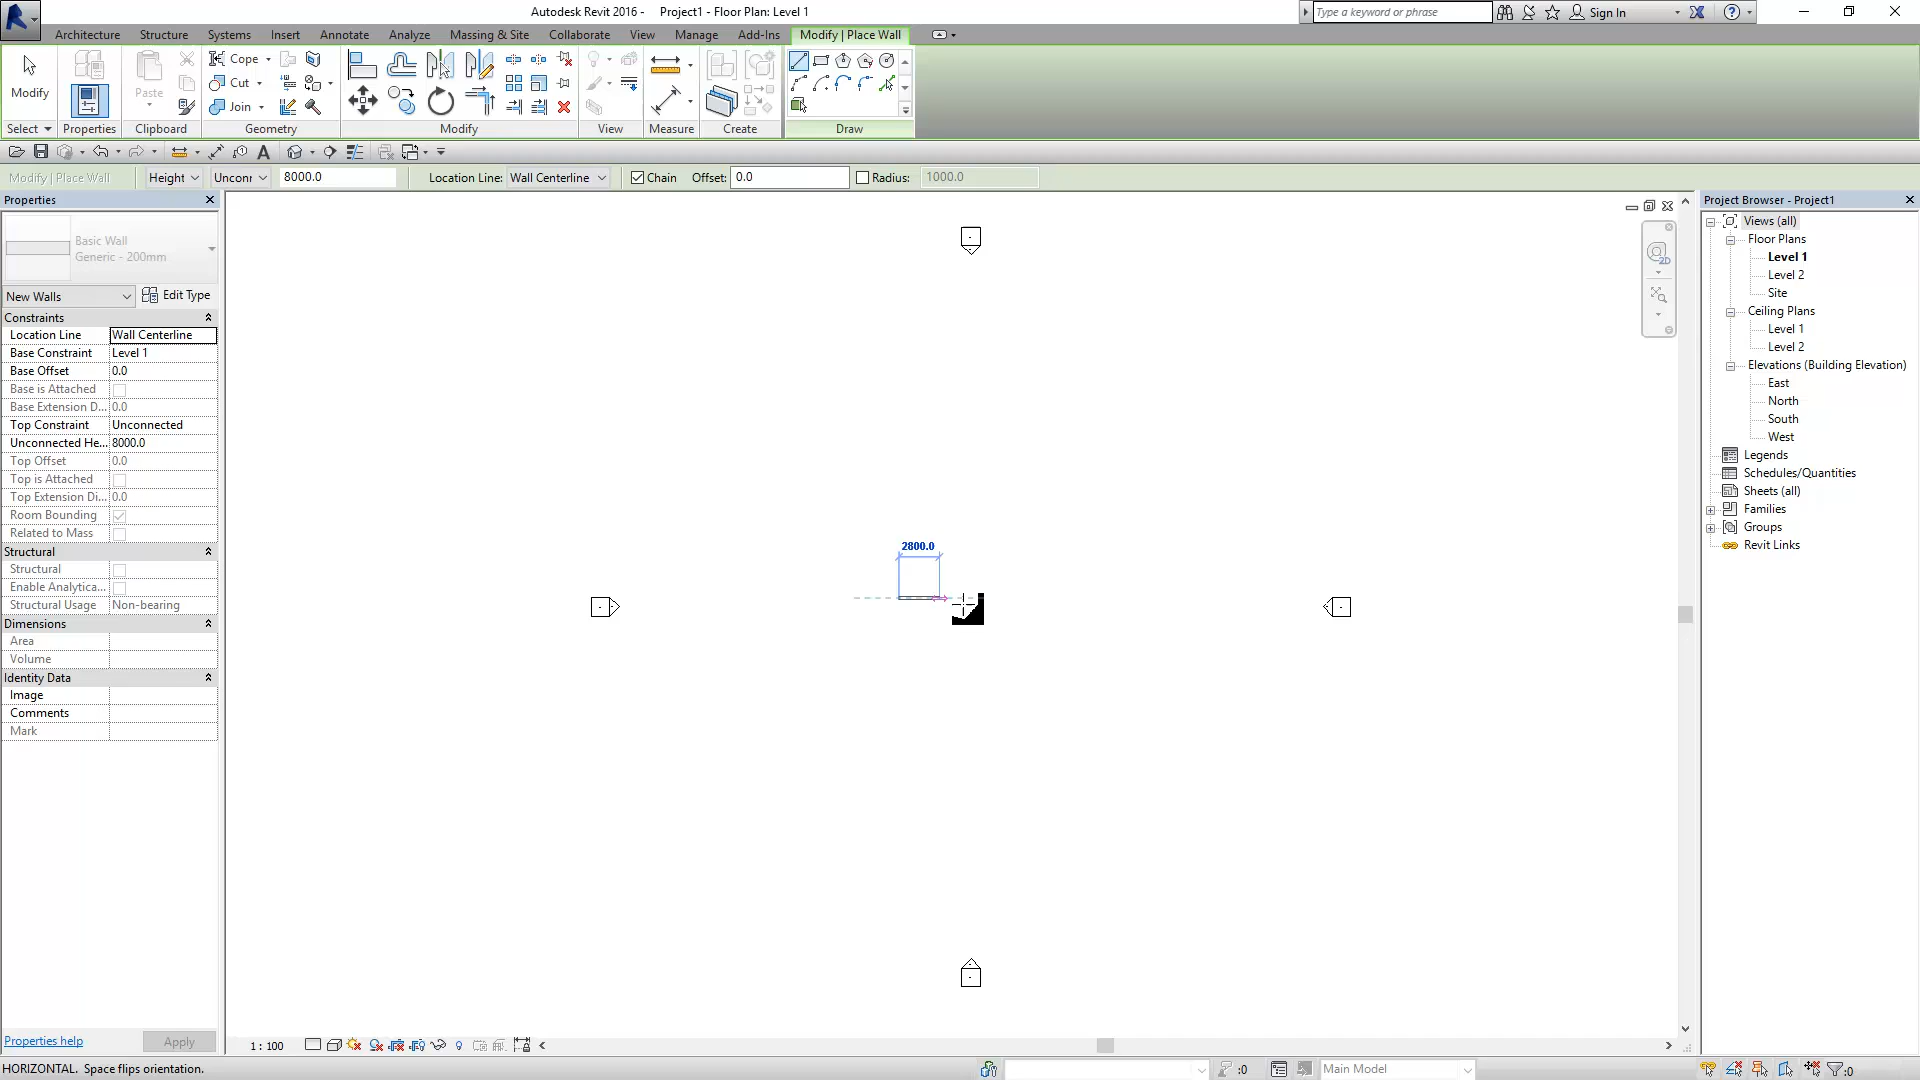 Autodesk Revit 2016 - Project1 - Floor Plan: Level 1
Type a keyword or phrase
Sign In
Architecture Structure Systems Insert Annotate Analyze Massing & Site Collaborate View Manage Add-Ins Modify | Place Wall
Modify
Paste
Cope
Cut
Join
Select Properties Clipboard Geometry Modify View Measure Create Draw
Modify | Place Wall Height Unconr 8000.0 Location Line: Wall Centerline Chain Offset: 0.0 Radius: 1000.0
Properties
Basic Wall
Generic - 200mm
New Walls Edit Type
Constraints
Location Line Wall Centerline
Base Constraint Level 1
Base Offset 0.0
Base is Attached
Base Extension D... 0.0
Top Constraint Unconnected
Unconnected He... 8000.0
Top Offset 0.0
Top is Attached
Top Extension Di... 0.0
Room Bounding
Related to Mass
Structural
Structural
Enable Analytica...
Structural Usage Non-bearing
Dimensions
Area
Volume
Identity Data
Image
Comments
Mark
Properties help Apply
2800.0
2D
Project Browser - Project1
Views (all)
Floor Plans
Level 1
Level 2
Site
Ceiling Plans
Level 1
Level 2
Elevations (Building Elevation)
East
North
South
West
Legends
Schedules/Quantities
Sheets (all)
Families
Groups
Revit Links
1 : 100
HORIZONTAL. Space flips orientation.
:0
Main Model
:0